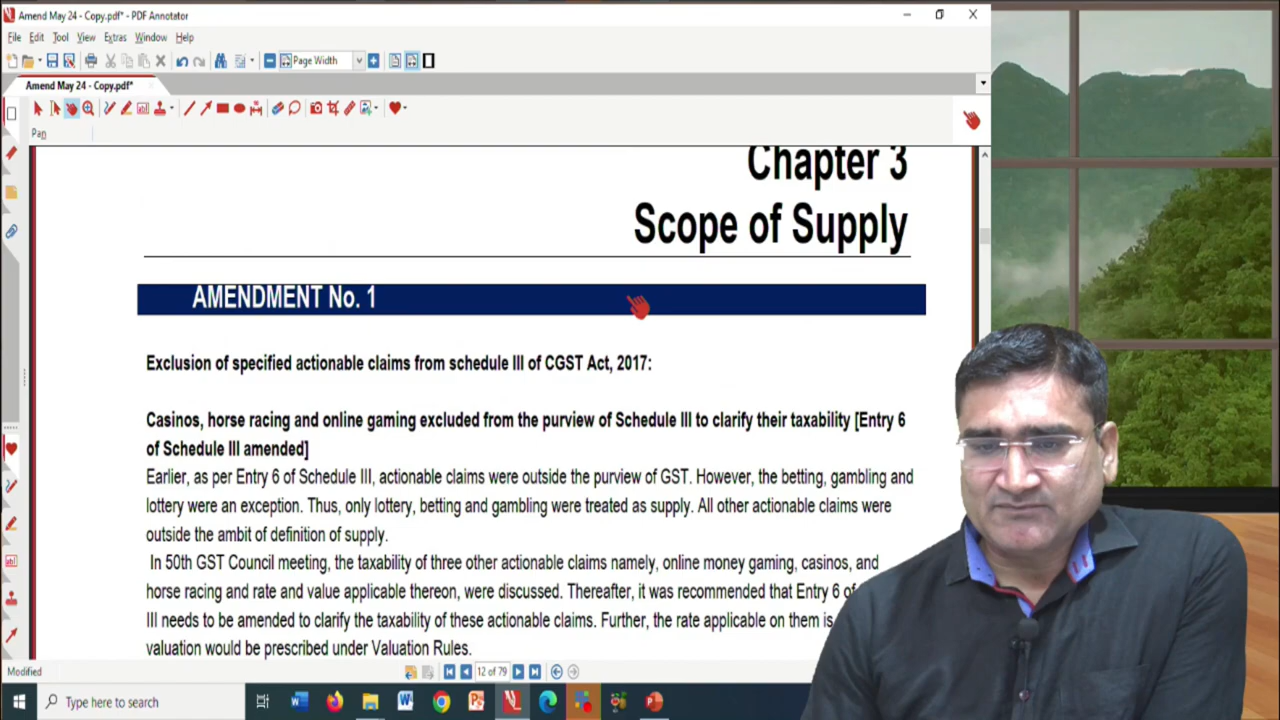 Amend May 24 - Copy.pdf* - PDF Annotator
File Edit Tool View Extras Window Help
Page Width
Amend May 24 - Copy.pdf*
Pan
Chapter 3
Scope of Supply
AMENDMENT No. 1
Exclusion of specified actionable claims from schedule III of CGST Act, 2017:
Casinos, horse racing and online gaming excluded from the purview of Schedule III to clarify their taxability [Entry 6
of Schedule III amended]
Earlier, as per Entry 6 of Schedule III, actionable claims were outside the purview of GST. However, the betting, gambling and
lottery were an exception. Thus, only lottery, betting and gambling were treated as supply. All other actionable claims were
outside the ambit of definition of supply.
In 50th GST Council meeting, the taxability of three other actionable claims namely, online money gaming, casinos, and
horse racing and rate and value applicable thereon, were discussed. Thereafter, it was recommended that Entry 6 of
III needs to be amended to clarify the taxability of these actionable claims. Further, the rate applicable on them is
valuation would be prescribed under Valuation Rules.
Modified
12 of 79
Type here to search